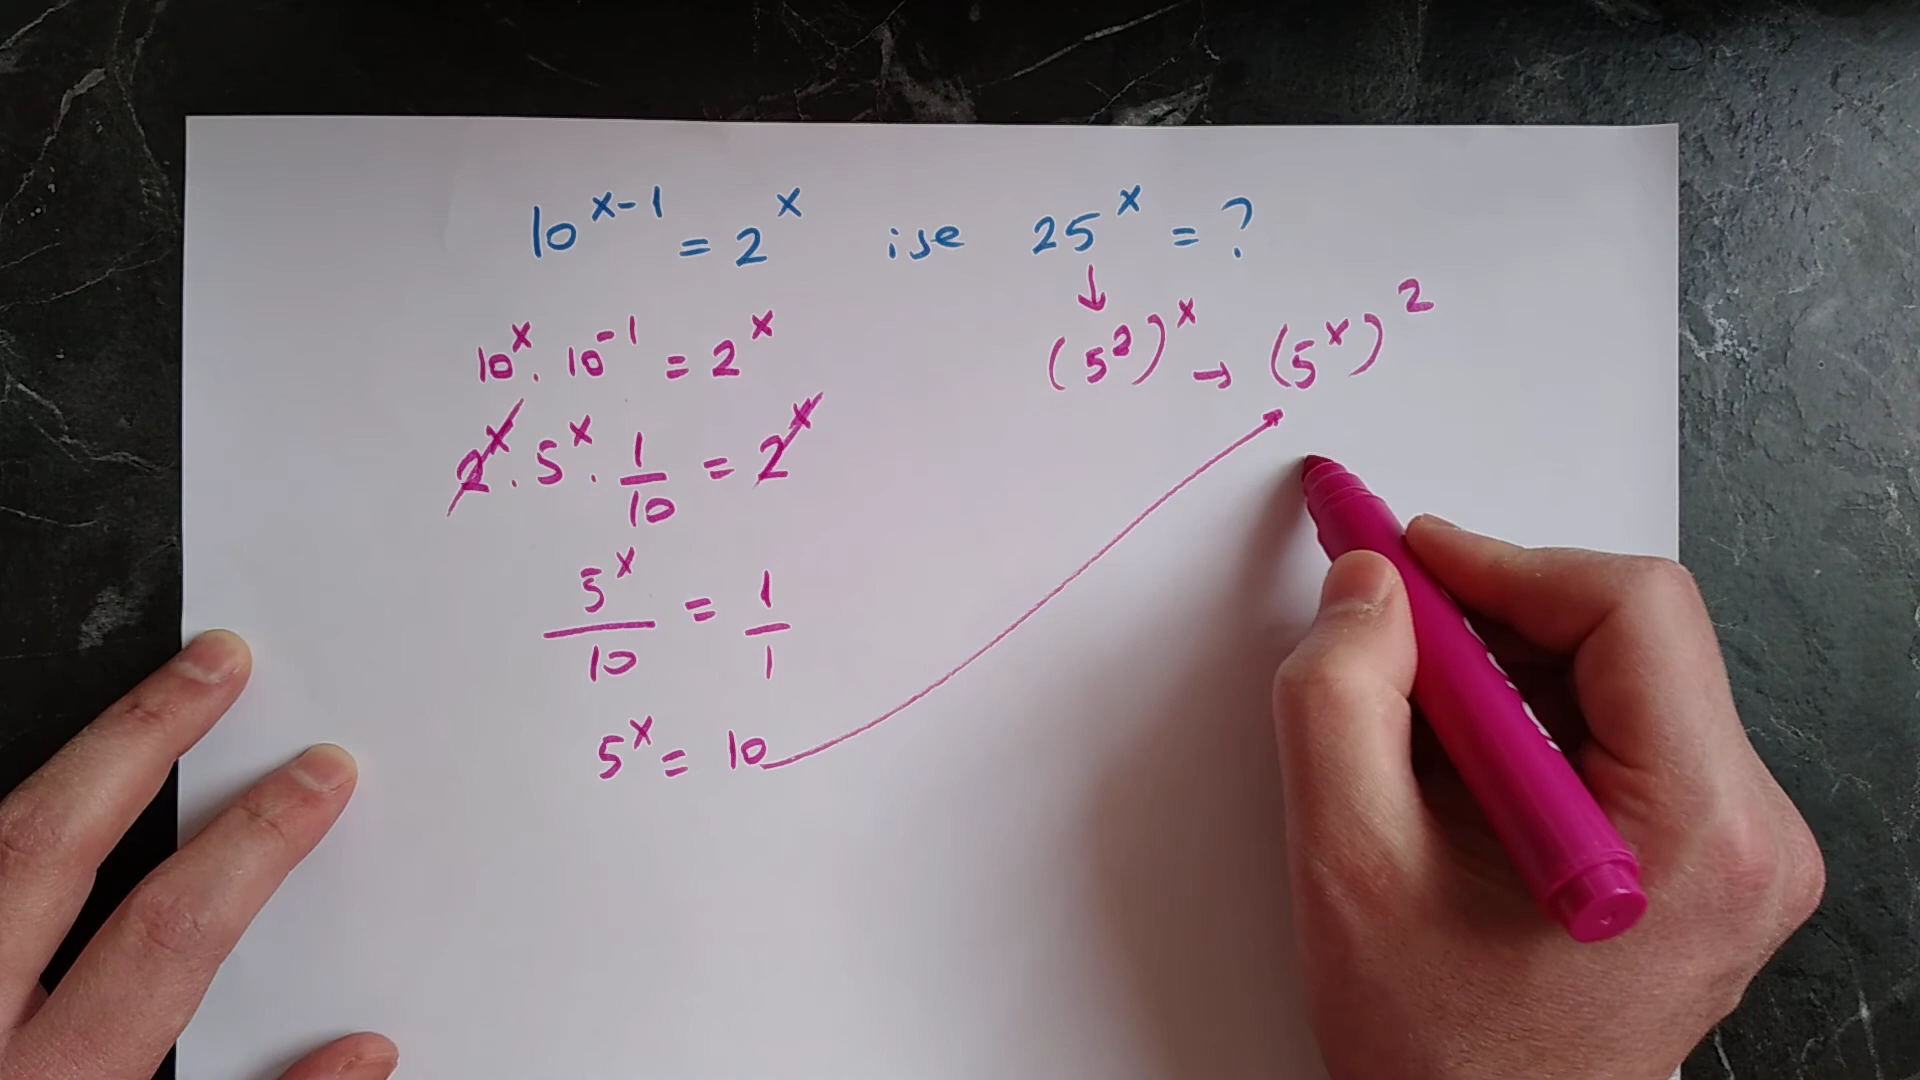 10^(x-1) = 2^x ise 25^x = ?
10^x . 10^(-1) = 2^x
(5^2)^x → (5^x)^2
2^x . 5^x . 1/10 = 2^x
5^x/10 = 1/1
5^x = 10